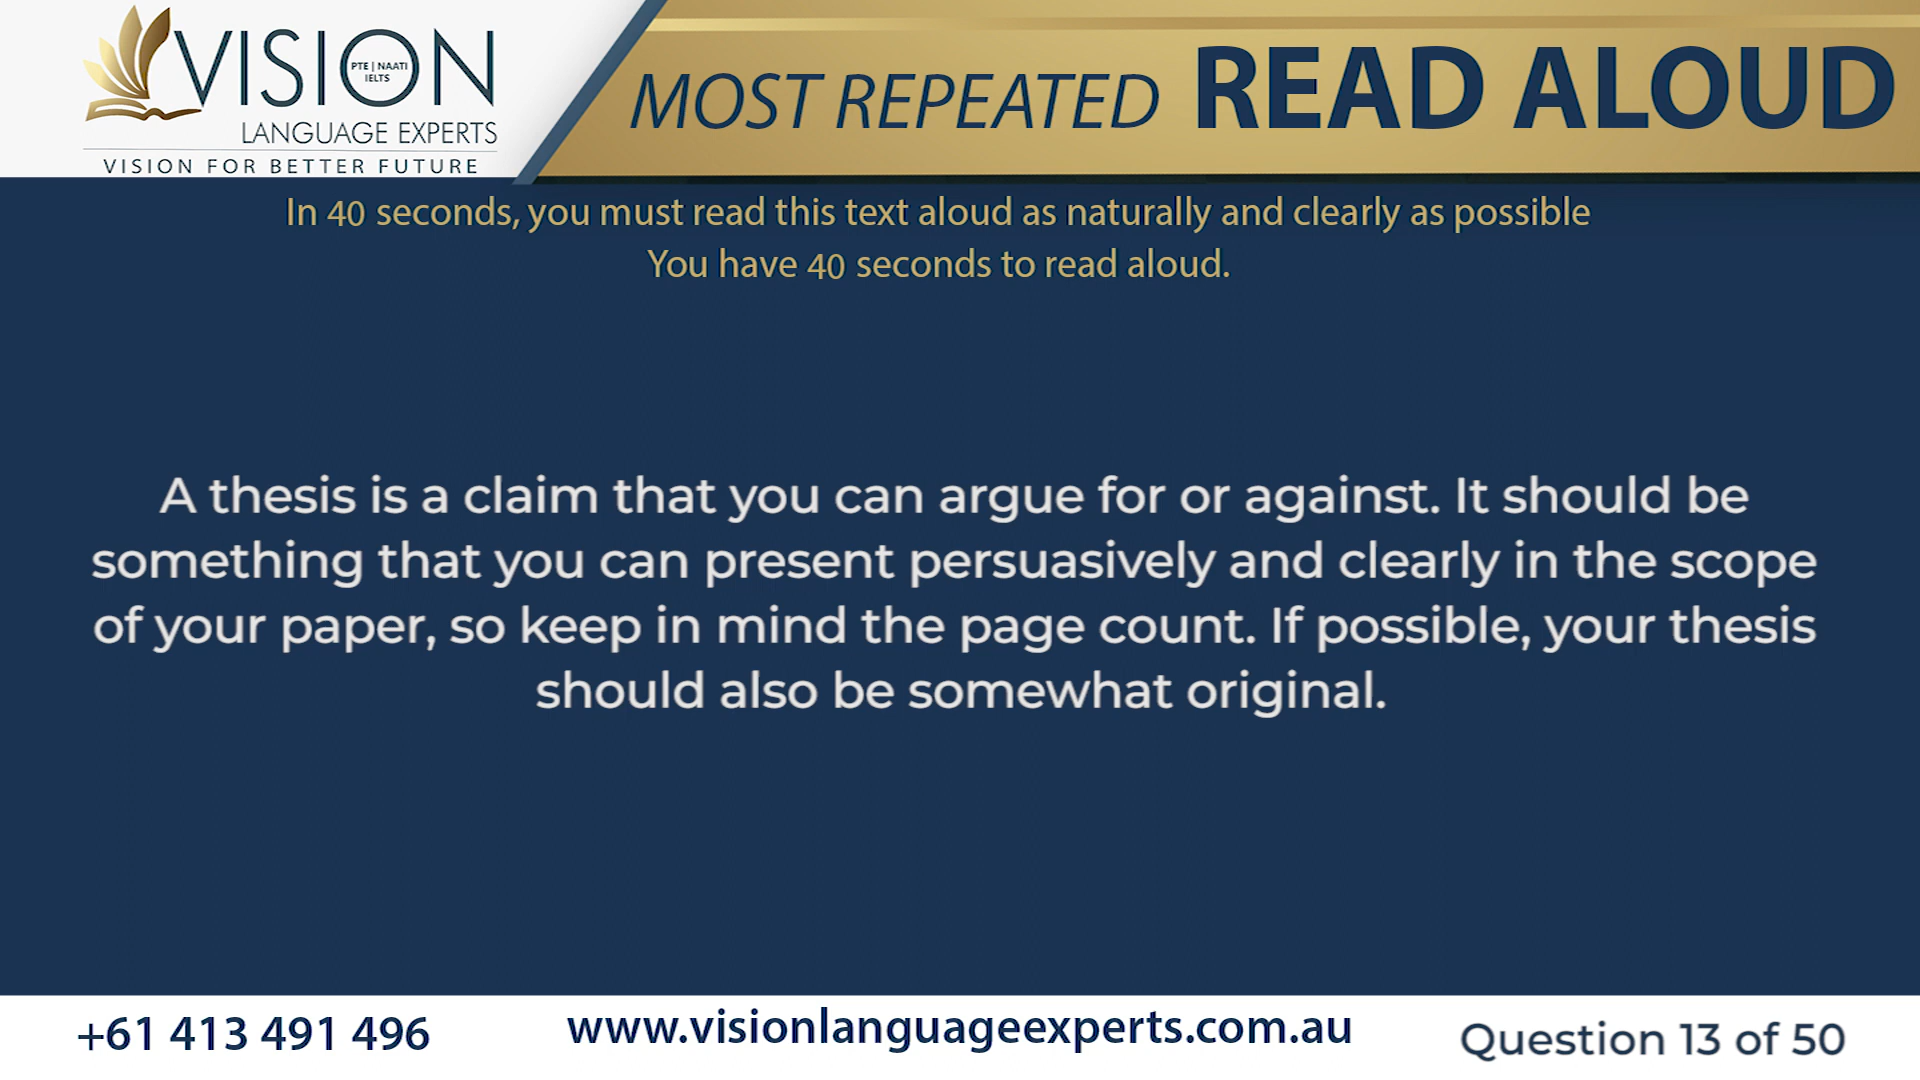 VISION
PTE | NAATI
IELTS
LANGUAGE EXPERTS
VISION FOR BETTER FUTURE
MOST REPEATED READ ALOUD
In 40 seconds, you must read this text aloud as naturally and clearly as possible
You have 40 seconds to read aloud.
A thesis is a claim that you can argue for or against. It should be
something that you can present persuasively and clearly in the scope
of your paper, so keep in mind the page count. If possible, your thesis
should also be somewhat original.
+61 413 491 496
www.visionlanguageexperts.com.au
Question 13 of 50